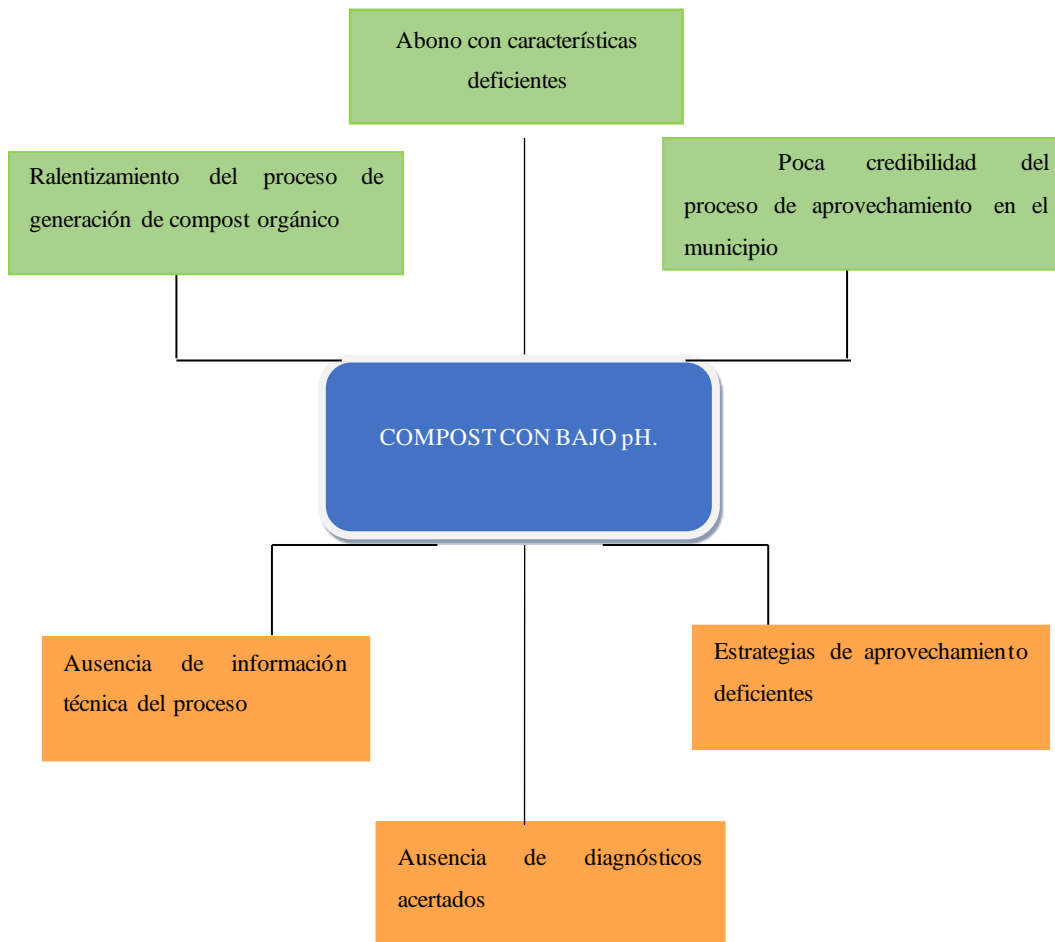 Abono con características
deficientes
Ralentizamiento del proceso de
generación de compost orgánico
Poca credibilidad del
proceso de aprovechamiento en el
municipio
COMPOST CON BAJO pH.
Ausencia de información
técnica del proceso
Estrategias de aprovechamiento
deficientes
Ausencia de diagnósticos
acertados